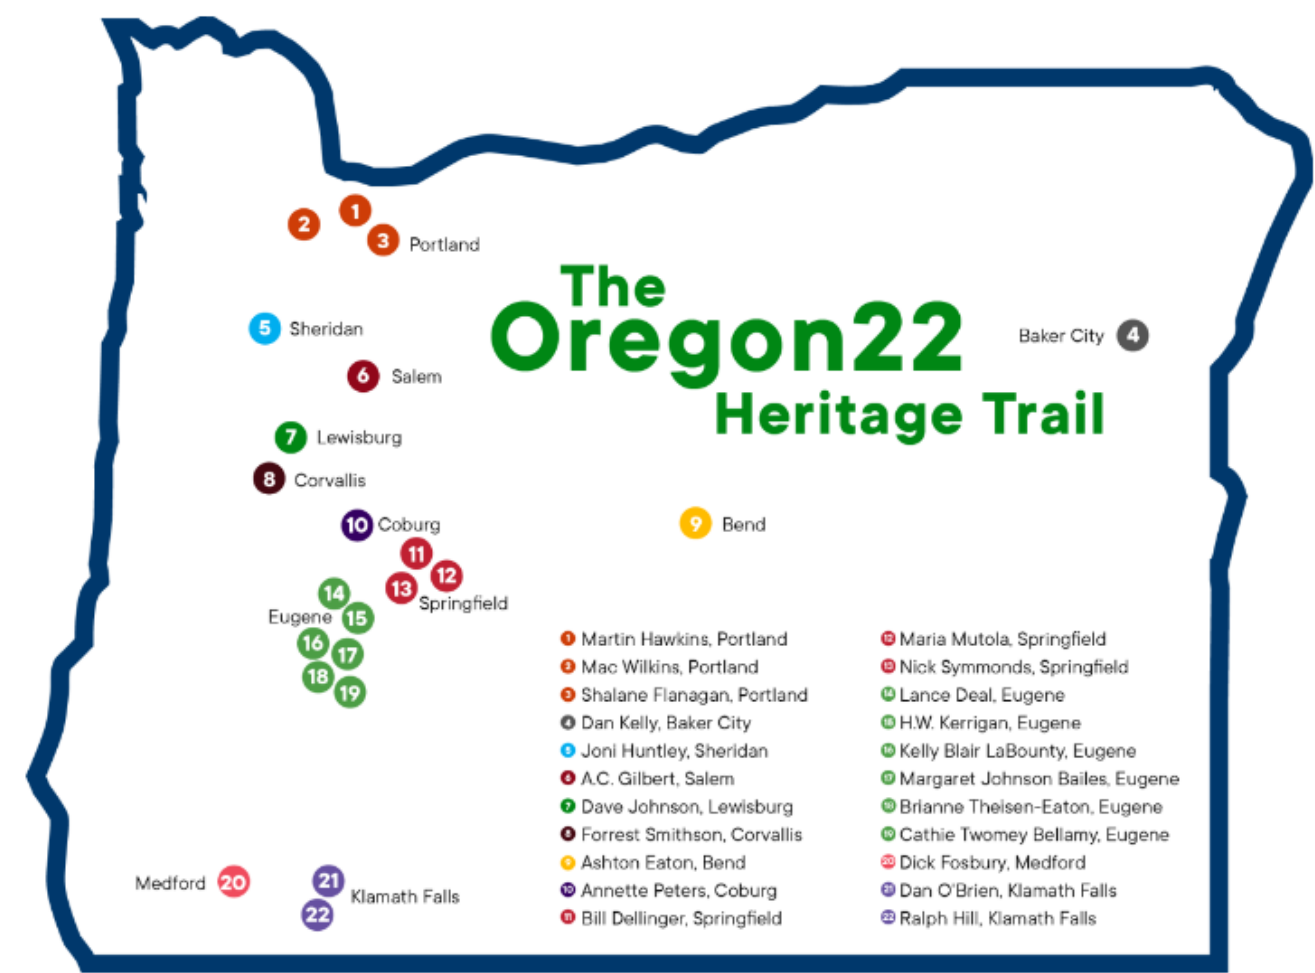 1
2
3
Portland
The
Oregon22
Heritage Trail
5 Sheridan
Baker City 4
6 Salem
7 Lewisburg
8 Corvallis
10 Coburg
9 Bend
11
12
13
Springfield
14
Eugene 15
16
17
18
19
1 Martin Hawkins, Portland
2 Mac Wilkins, Portland
3 Shalane Flanagan, Portland
4 Dan Kelly, Baker City
5 Joni Huntley, Sheridan
6 A.C. Gilbert, Salem
7 Dave Johnson, Lewisburg
8 Forrest Smithson, Corvallis
9 Ashton Eaton, Bend
10 Annette Peters, Coburg
11 Bill Dellinger, Springfield
12 Maria Mutola, Springfield
13 Nick Symmonds, Springfield
14 Lance Deal, Eugene
15 H.W. Kerrigan, Eugene
16 Kelly Blair LaBounty, Eugene
17 Margaret Johnson Bailes, Eugene
18 Brianne Theisen-Eaton, Eugene
19 Cathie Twomey Bellamy, Eugene
20 Dick Fosbury, Medford
21 Dan O'Brien, Klamath Falls
22 Ralph Hill, Klamath Falls
Medford 20
21
Klamath Falls
22